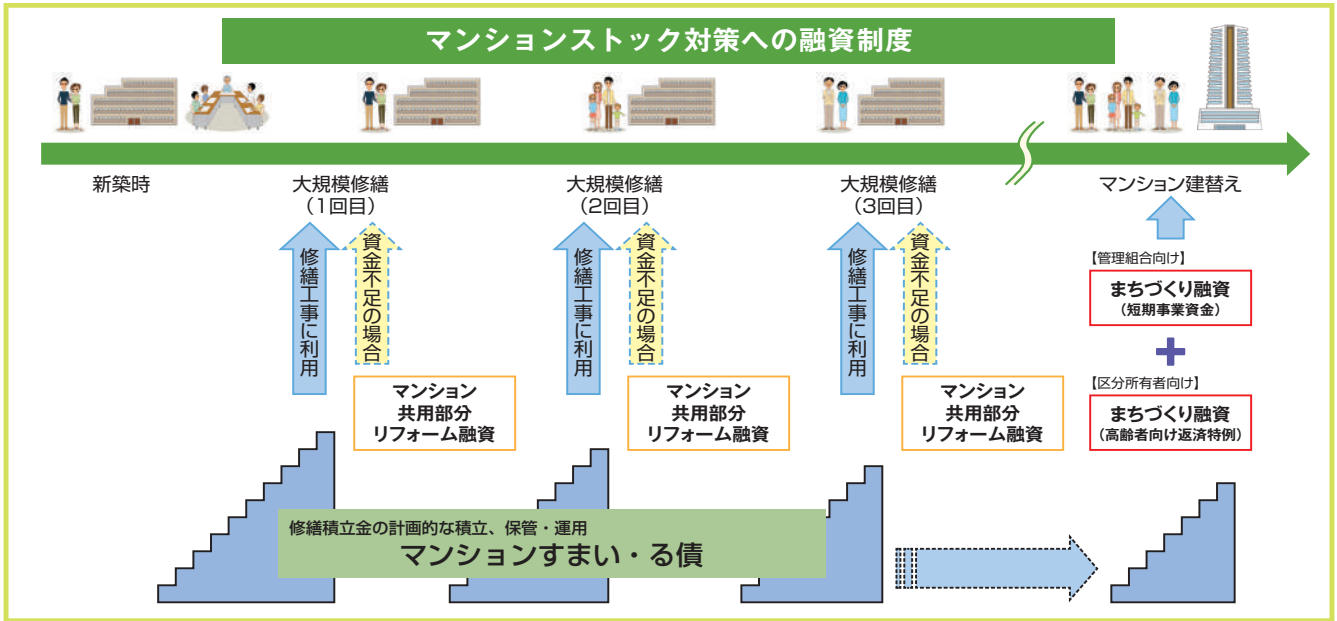 マンションストック対策への融資制度
新築時
大規模修繕
（1回目）
大規模修繕
（2回目）
大規模修繕
（3回目）
マンション建替え
修繕工事に利用
資金不足の場合
修繕工事に利用
資金不足の場合
修繕工事に利用
資金不足の場合
【管理組合向け】
まちづくり融資
（短期事業資金）
【区分所有者向け】
まちづくり融資
（高齢者向け返済特例）
マンション
共用部分
リフォーム融資
マンション
共用部分
リフォーム融資
マンション
共用部分
リフォーム融資
修繕積立金の計画的な積立、保管・運用
マンションすまい・る債